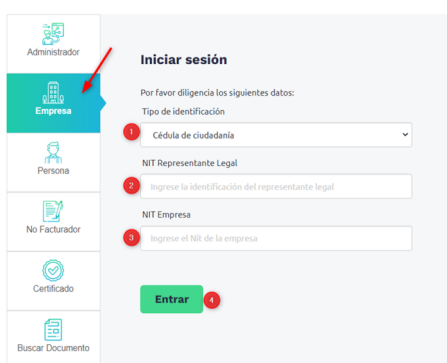 Administrador
Empresa
Persona
No Facturador
Certificado
Buscar Documento
Iniciar sesión
Por favor diligencia los siguientes datos:
Tipo de identificación
1 Cédula de ciudadanía
NIT Representante Legal
2 Ingrese la identificación del representante legal
NIT Empresa
3 Ingrese el Nit de la empresa
Entrar 4